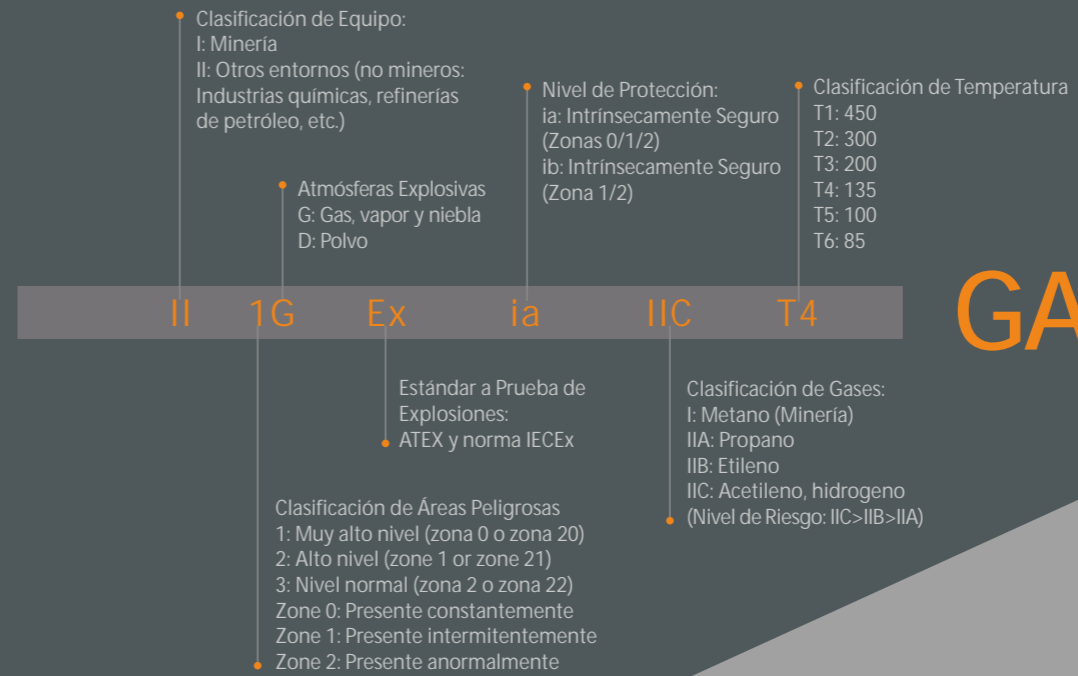 Clasificación de Equipo:
I: Minería
II: Otros entornos (no mineros:
Industrias químicas, refinerías
de petróleo, etc.)
Atmósferas Explosivas
G: Gas, vapor y niebla
D: Polvo
Nivel de Protección:
ia: Intrínsecamente Seguro
(Zonas 0/1/2)
ib: Intrínsecamente Seguro
(Zona 1/2)
Clasificación de Temperatura
T1: 450
T2: 300
T3: 200
T4: 135
T5: 100
T6: 85
II 1G Ex ia IIC T4
GA
Estándar a Prueba de
Explosiones:
ATEX y norma IECEx
Clasificación de Áreas Peligrosas
1: Muy alto nivel (zona 0 o zona 20)
2: Alto nivel (zone 1 or zone 21)
3: Nivel normal (zona 2 o zona 22)
Zone 0: Presente constantemente
Zone 1: Presente intermitentemente
Zone 2: Presente anormalmente
Clasificación de Gases:
I: Metano (Minería)
IIA: Propano
IIB: Etileno
IIC: Acetileno, hidrogeno
(Nivel de Riesgo: IIC>IIB>IIA)